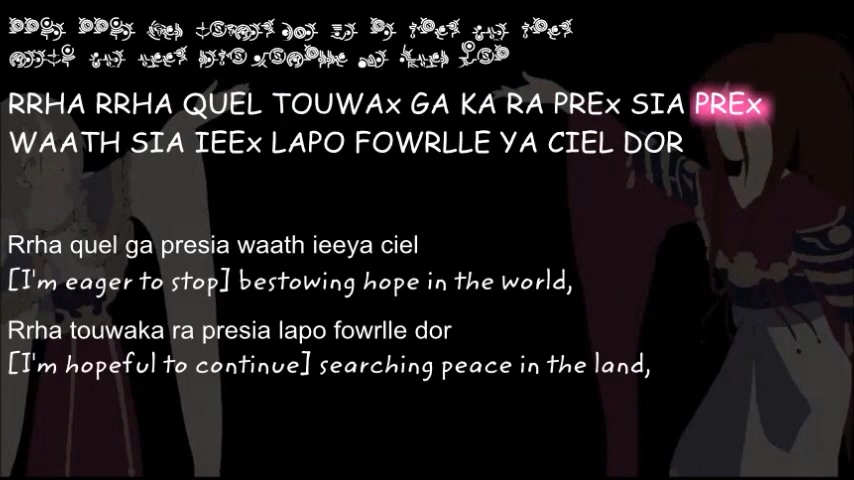 RRHA RRHA QUEL TOUWAx GA KA RA PREx SIA PREx
WAATH SIA IEEx LAPO FOWRLLE YA CIEL DOR
Rrha quel ga presia waath ieeya ciel
[I'm eager to stop] bestowing hope in the world,
Rrha touwaka ra presia lapo fowrlle dor
[I'm hopeful to continue] searching peace in the land,